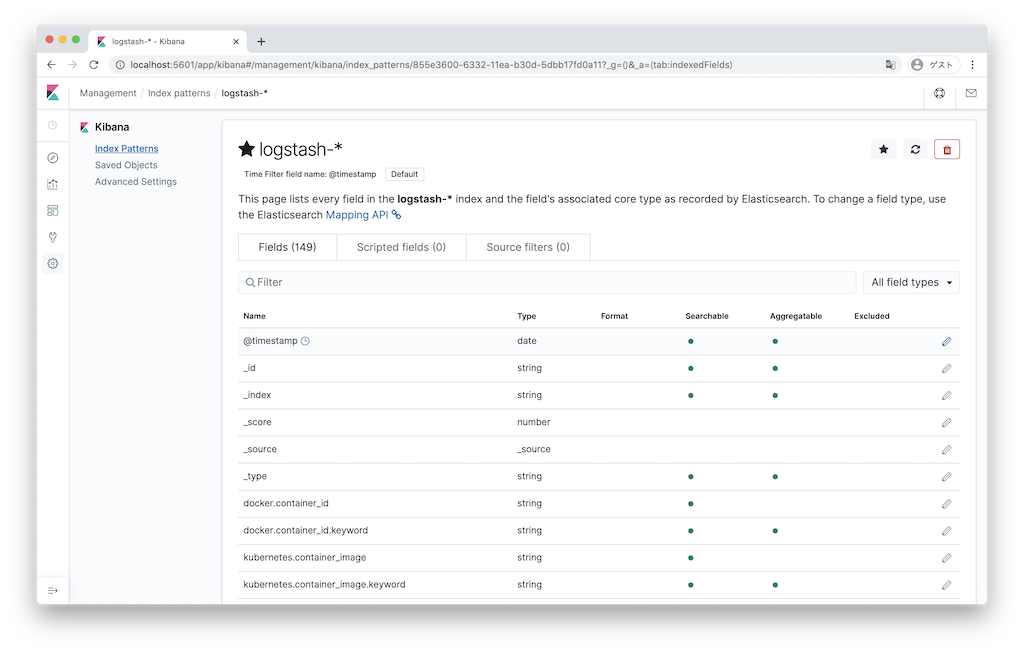 logstash-* - Kibana
localhost:5601/app/kibana#/management/kibana/index_patterns/855e3600-6332-11ea-b30d-5dbb17fd0a11?_g=()&_a=(tab:indexedFields)
ゲスト
Management / Index patterns / logstash-*
Kibana
Index Patterns
Saved Objects
Advanced Settings
logstash-*
Time Filter field name: @timestamp Default
This page lists every field in the logstash-* index and the field's associated core type as recorded by Elasticsearch. To change a field type, use
the Elasticsearch Mapping API
Fields (149) Scripted fields (0) Source filters (0)
Filter All field types
Name Type Format Searchable Aggregatable Excluded
@timestamp date
_id string
_index string
_score number
_source _source
_type string
docker.container_id string
docker.container_id.keyword string
kubernetes.container_image string
kubernetes.container_image.keyword string